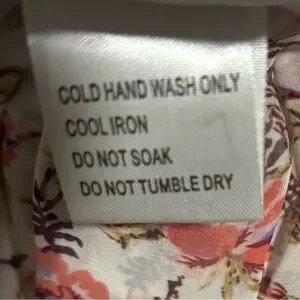 COLD HAND WASH ONLY
COOL IRON
DO NOT SOAK
DO NOT TUMBLE DRY